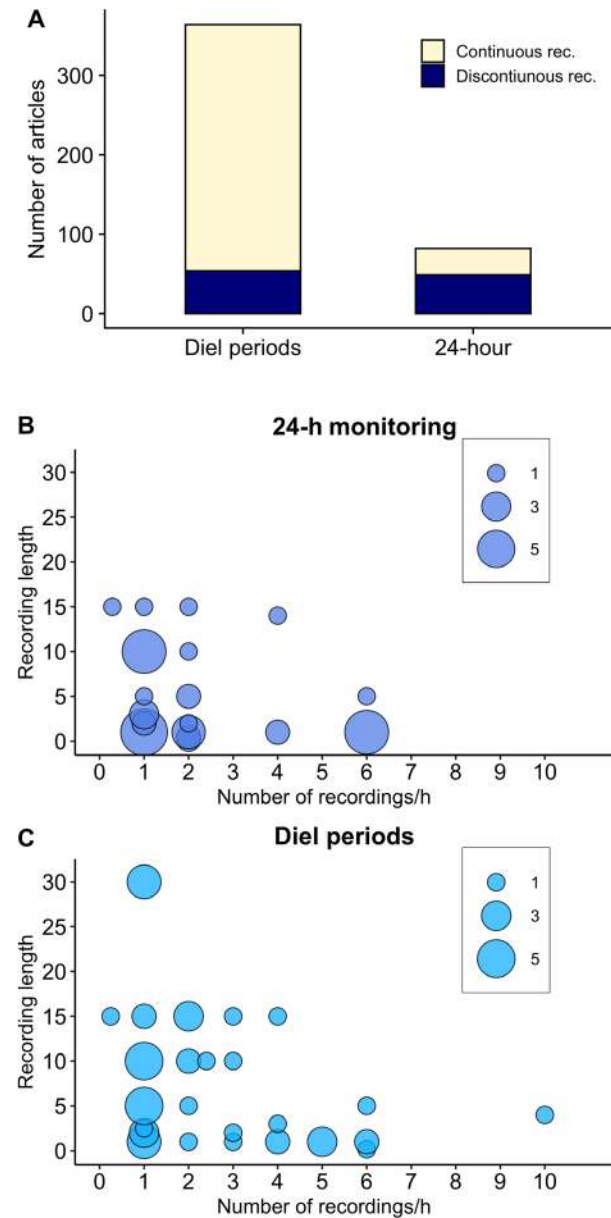 A
Number of articles
300
200
100
0
Continuous rec.
Discontiunous rec.
Diel periods
24-hour
B
24-h monitoring
Recording length
30
25
20
15
10
5
0
1
3
5
0 1 2 3 4 5 6 7 8 9 10
Number of recordings/h
C
Diel periods
Recording length
30
25
20
15
10
5
0
1
3
5
0 1 2 3 4 5 6 7 8 9 10
Number of recordings/h